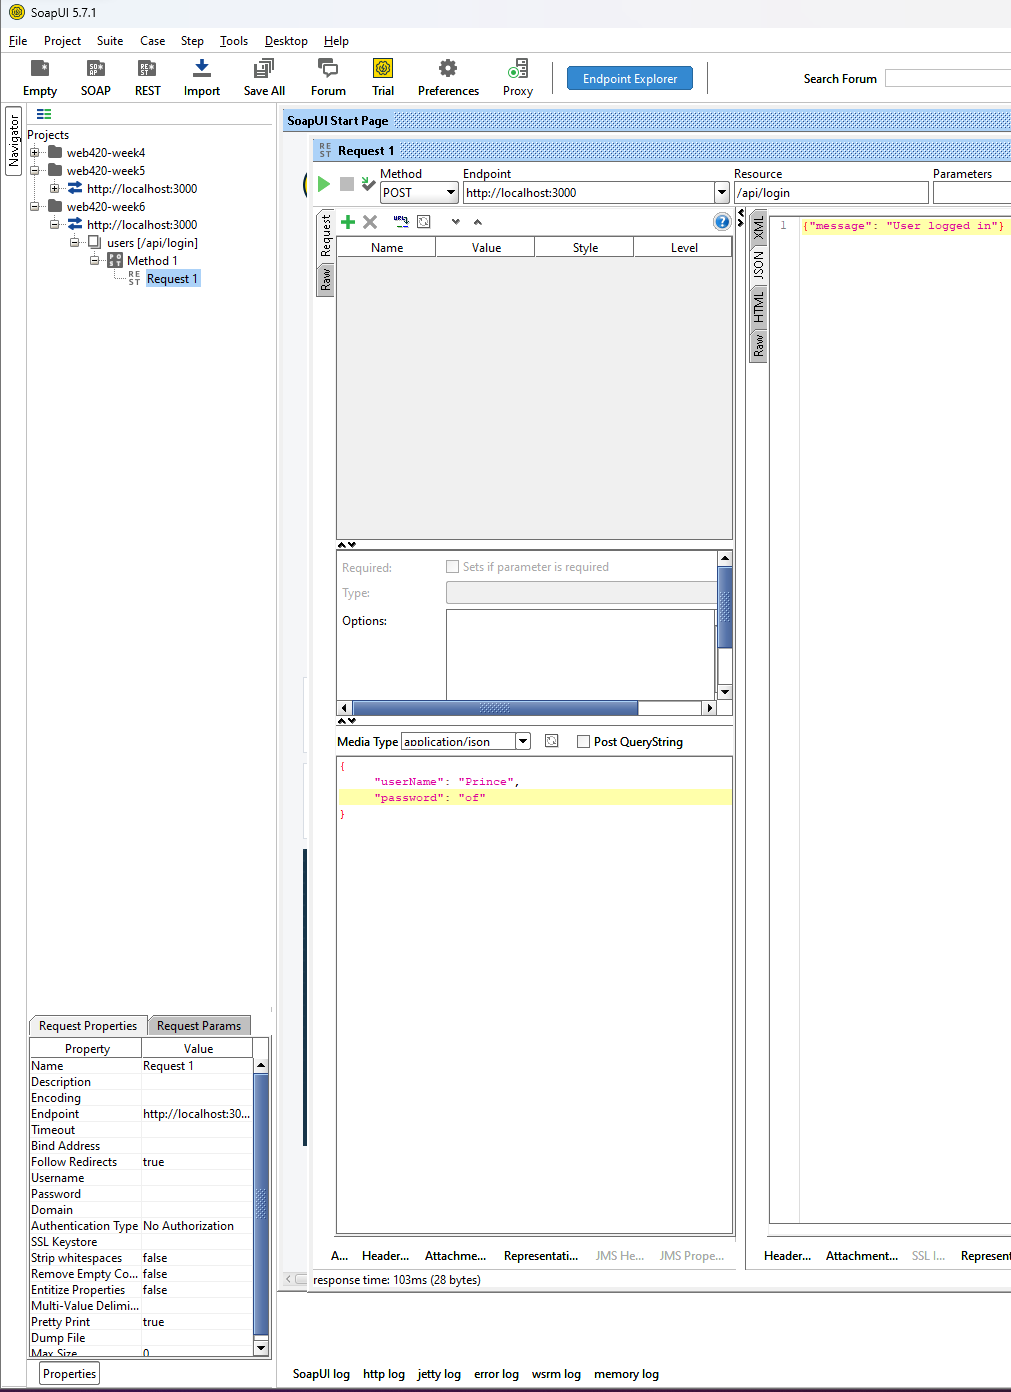 SoapUI 5.7.1
File Project Suite Case Step Tools Desktop Help
Empty SOAP REST Import Save All Forum Trial Preferences Proxy Endpoint Explorer Search Forum
Navigator
Projects
web420-week4
web420-week5
http://localhost:3000
web420-week6
http://localhost:3000
users [/api/login]
Method 1
Request 1
SoapUI Start Page
Request 1
Method Endpoint Resource Parameters
POST http://localhost:3000 /api/login
Request
Raw
Name Value Style Level
Required: Sets if parameter is required
Type:
Options:
Media Type application/json Post QueryString
{
"userName": "Prince",
"password": "of"
}
XML
JSON
HTML
Raw
1 {"message": "User logged in"}
A... Header... Attachme... Representati... JMS He... JMS Prope...
Header... Attachment... SSL I... Represent
response time: 103ms (28 bytes)
Request Properties Request Params
Property Value
Name Request 1
Description
Encoding
Endpoint http://localhost:30...
Timeout
Bind Address
Follow Redirects true
Username
Password
Domain
Authentication Type No Authorization
SSL Keystore
Strip whitespaces false
Remove Empty Co... false
Entitize Properties false
Multi-Value Delimi...
Pretty Print true
Dump File
Max Size 0
Properties
SoapUI log http log jetty log error log wsrm log memory log